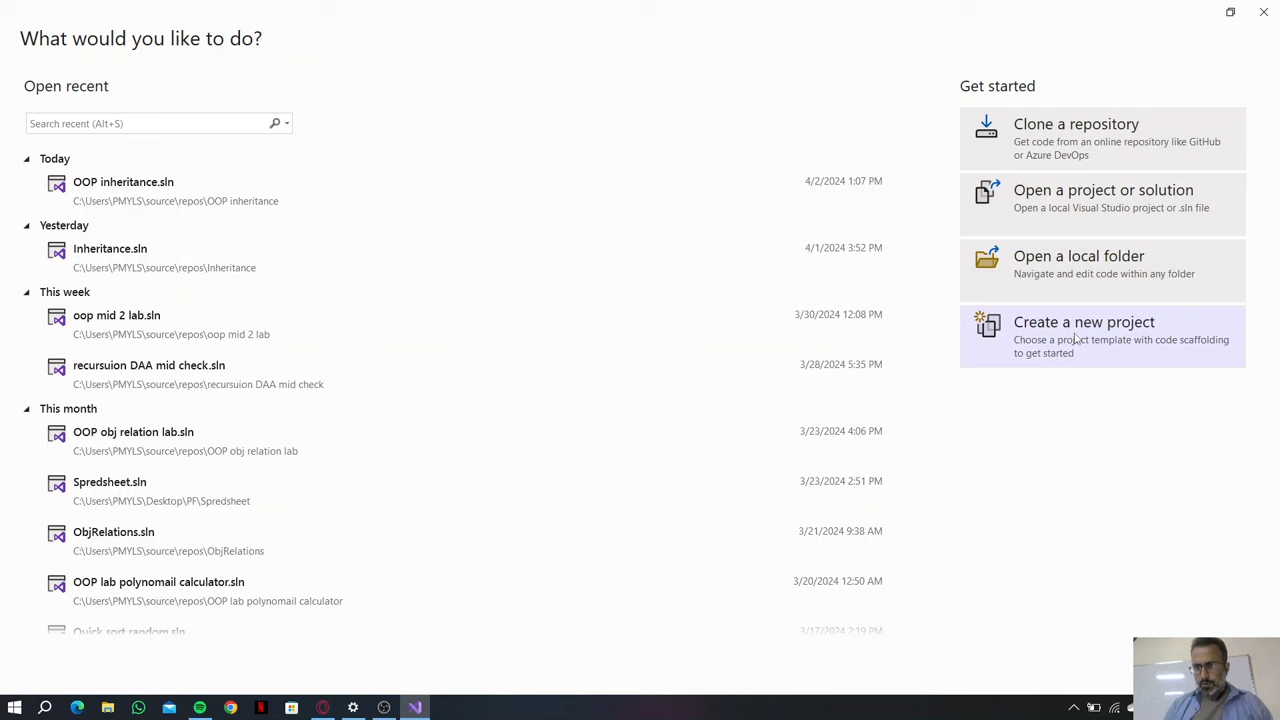 What would you like to do?
Open recent
Search recent (Alt+S)
Today
OOP inheritance.sln
4/2/2024 1:07 PM
C:\Users\PMYLS\source\repos\OOP inheritance
Yesterday
Inheritance.sln
4/1/2024 3:52 PM
C:\Users\PMYLS\source\repos\Inheritance
This week
oop mid 2 lab.sln
3/30/2024 12:08 PM
C:\Users\PMYLS\source\repos\oop mid 2 lab
recursuion DAA mid check.sln
3/28/2024 5:35 PM
C:\Users\PMYLS\source\repos\recursuion DAA mid check
This month
OOP obj relation lab.sln
3/23/2024 4:06 PM
C:\Users\PMYLS\source\repos\OOP obj relation lab
Spredsheet.sln
3/23/2024 2:51 PM
C:\Users\PMYLS\Desktop\PF\Spredsheet
ObjRelations.sln
3/21/2024 9:38 AM
C:\Users\PMYLS\source\repos\ObjRelations
OOP lab polynomail calculator.sln
3/20/2024 12:50 AM
C:\Users\PMYLS\source\repos\OOP lab polynomail calculator
Quick sort random.sln
3/17/2024 2:19 PM
Get started
Clone a repository
Get code from an online repository like GitHub
or Azure DevOps
Open a project or solution
Open a local Visual Studio project or .sln file
Open a local folder
Navigate and edit code within any folder
Create a new project
Choose a project template with code scaffolding
to get started